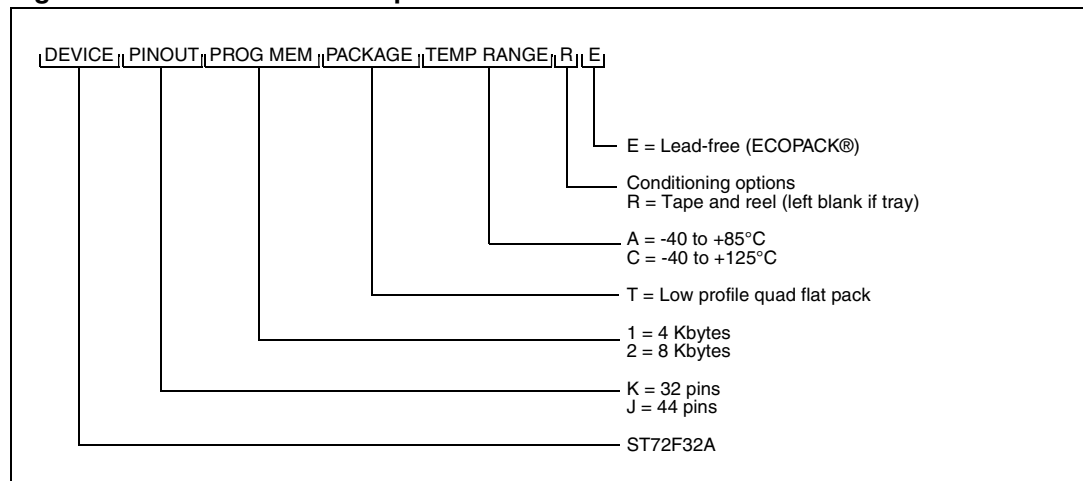 DEVICE PINOUT PROG MEM PACKAGE TEMP RANGE R E
E = Lead-free (ECOPACK®)
Conditioning options
R = Tape and reel (left blank if tray)
A = -40 to +85°C
C = -40 to +125°C
T = Low profile quad flat pack
1 = 4 Kbytes
2 = 8 Kbytes
K = 32 pins
J = 44 pins
ST72F32A